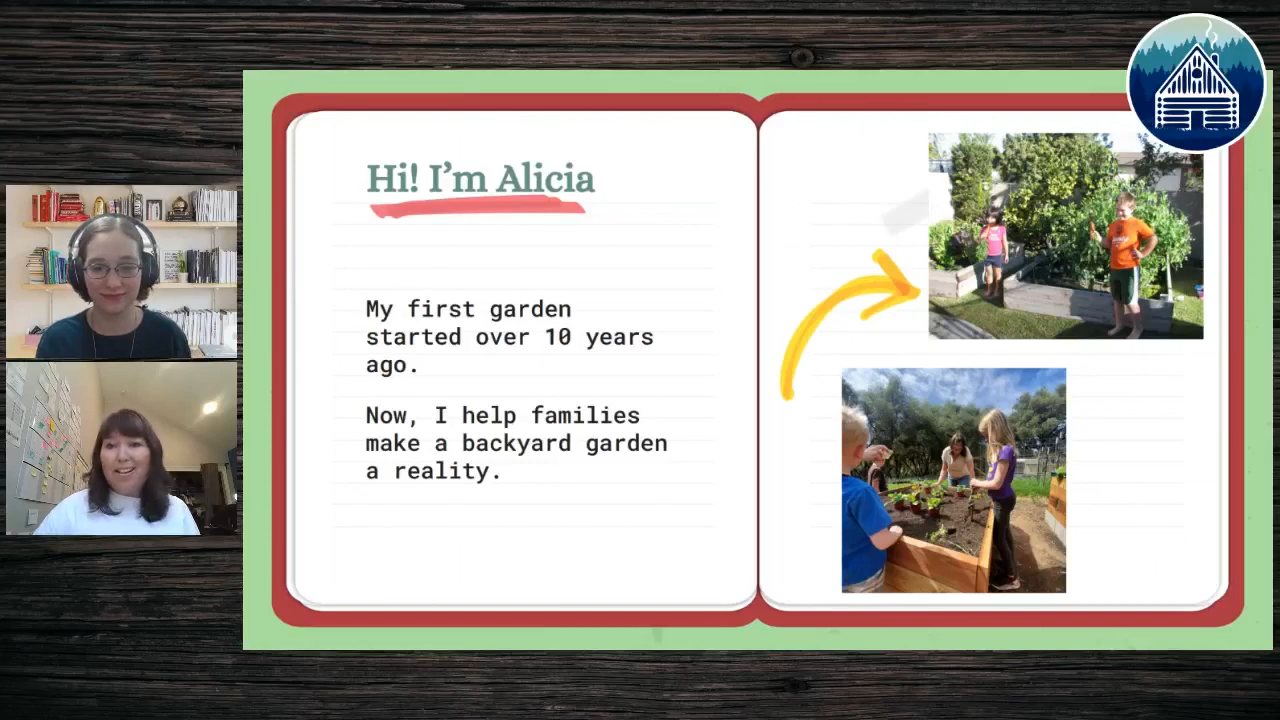 Hi! I'm Alicia
My first garden
started over 10 years
ago.
Now, I help families
make a backyard garden
a reality.